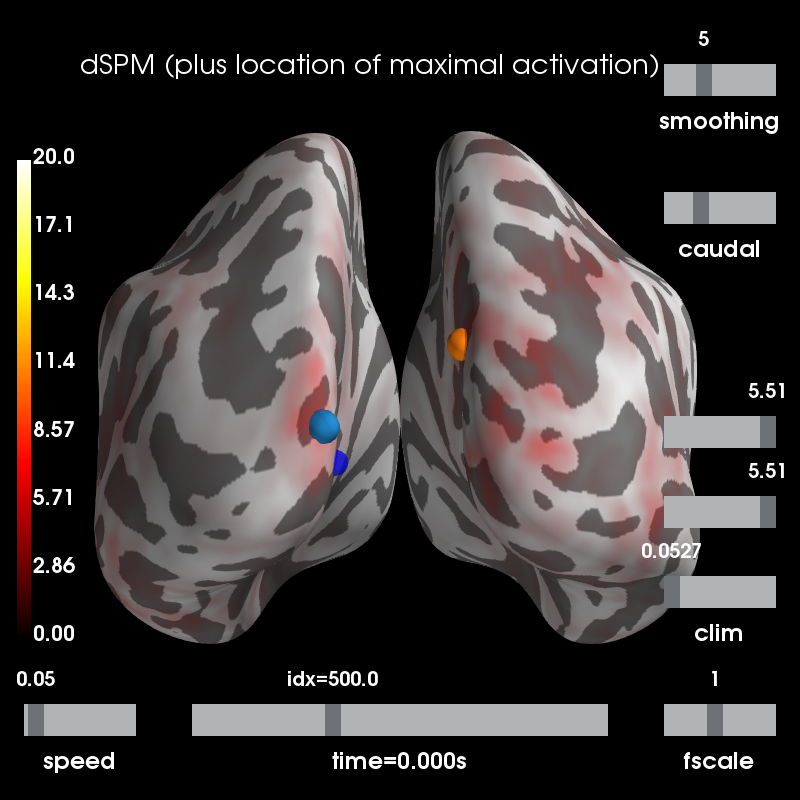 5
dSPM (plus location of maximal activation)
smoothing
20.0
17.1
caudal
14.3
11.4
5.51
8.57
5.51
5.71
0.0527
2.86
0.00
clim
0.05
idx=500.0
1
speed
time=0.000s
fscale